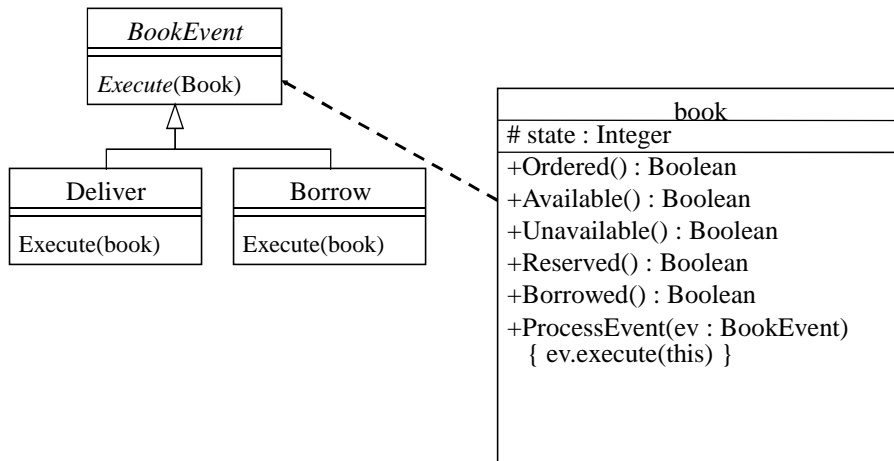 BookEvent
Execute(Book)
Deliver
Execute(book)
Borrow
Execute(book)
book
# state : Integer
+Ordered() : Boolean
+Available() : Boolean
+Unavailable() : Boolean
+Reserved() : Boolean
+Borrowed() : Boolean
+ProcessEvent(ev : BookEvent)
{ ev.execute(this) }